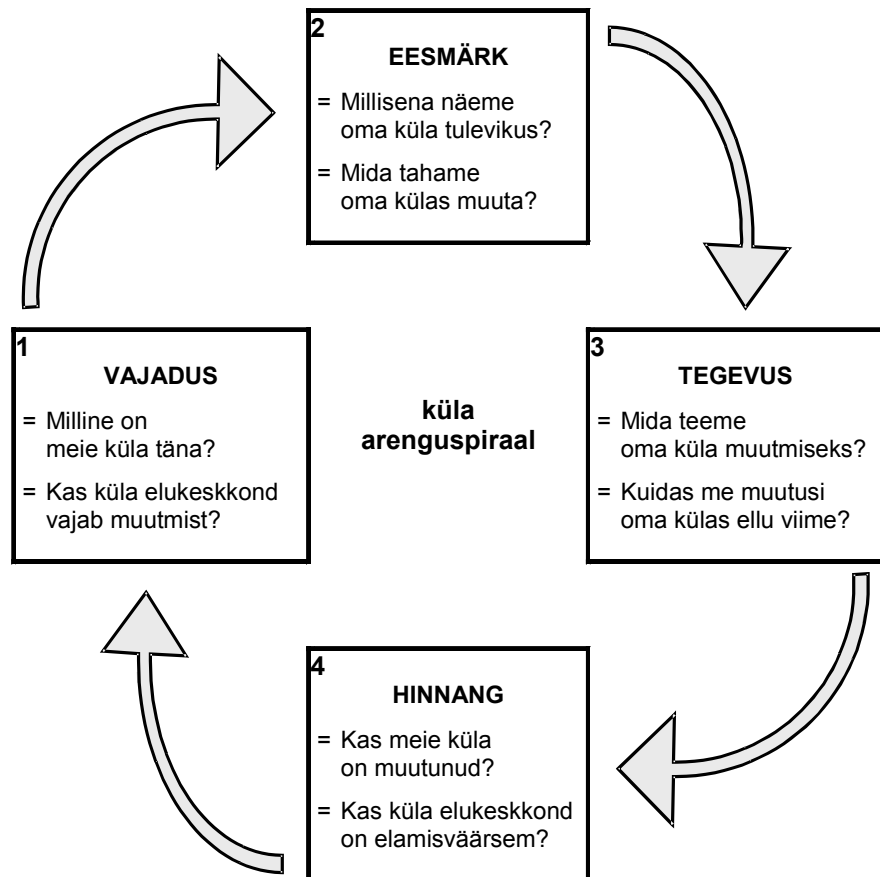 2
EESMÄRK
= Millisena näeme
oma küla tulevikus?
= Mida tahame
oma külas muuta?
1
VAJADUS
= Milline on
meie küla täna?
= Kas küla elukeskkond
vajab muutmist?
küla
arenguspiraal
3
TEGEVUS
= Mida teeme
oma küla muutmiseks?
= Kuidas me muutusi
oma külas ellu viime?
4
HINNANG
= Kas meie küla
on muutunud?
= Kas küla elukeskkond
on elamisväärsem?